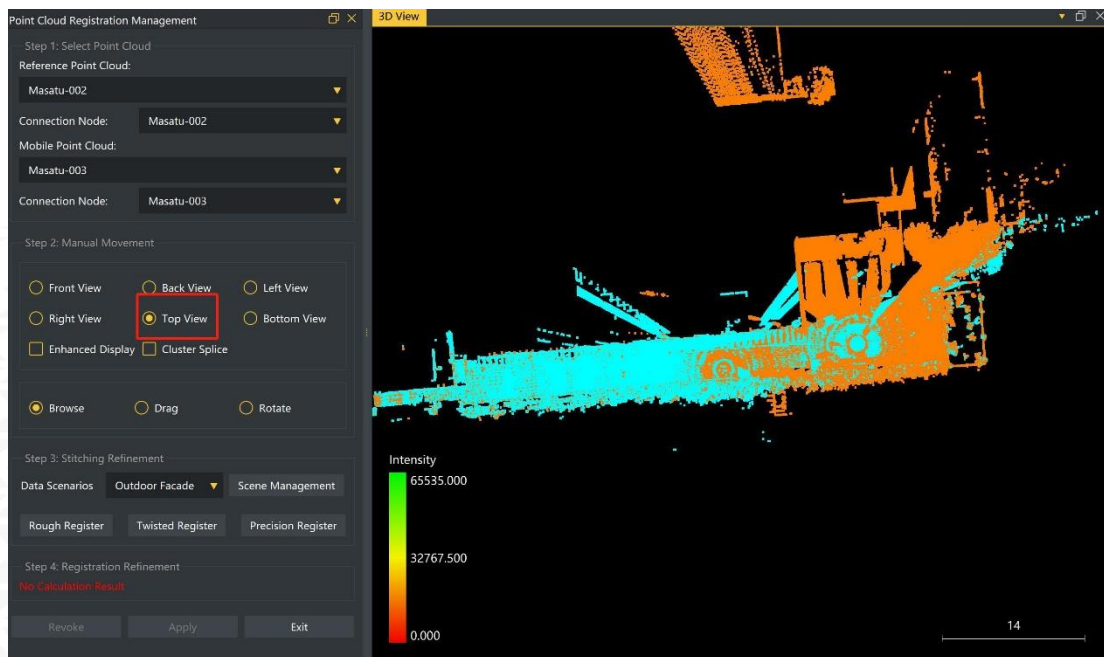 Point Cloud Registration Management
Step 1: Select Point Cloud
Reference Point Cloud:
Masatu-002
Connection Node: Masatu-002
Mobile Point Cloud:
Masatu-003
Connection Node: Masatu-003
Step 2: Manual Movement
Front View Back View Left View
Right View Top View Bottom View
Enhanced Display Cluster Splice
Browse Drag Rotate
Step 3: Stitching Refinement
Data Scenarios Outdoor Facade Scene Management
Rough Register Twisted Register Precision Register
Step 4: Registration Refinement
No Calculation Result
Revoke Apply Exit
3D View
Intensity
65535.000
32767.500
0.000
14